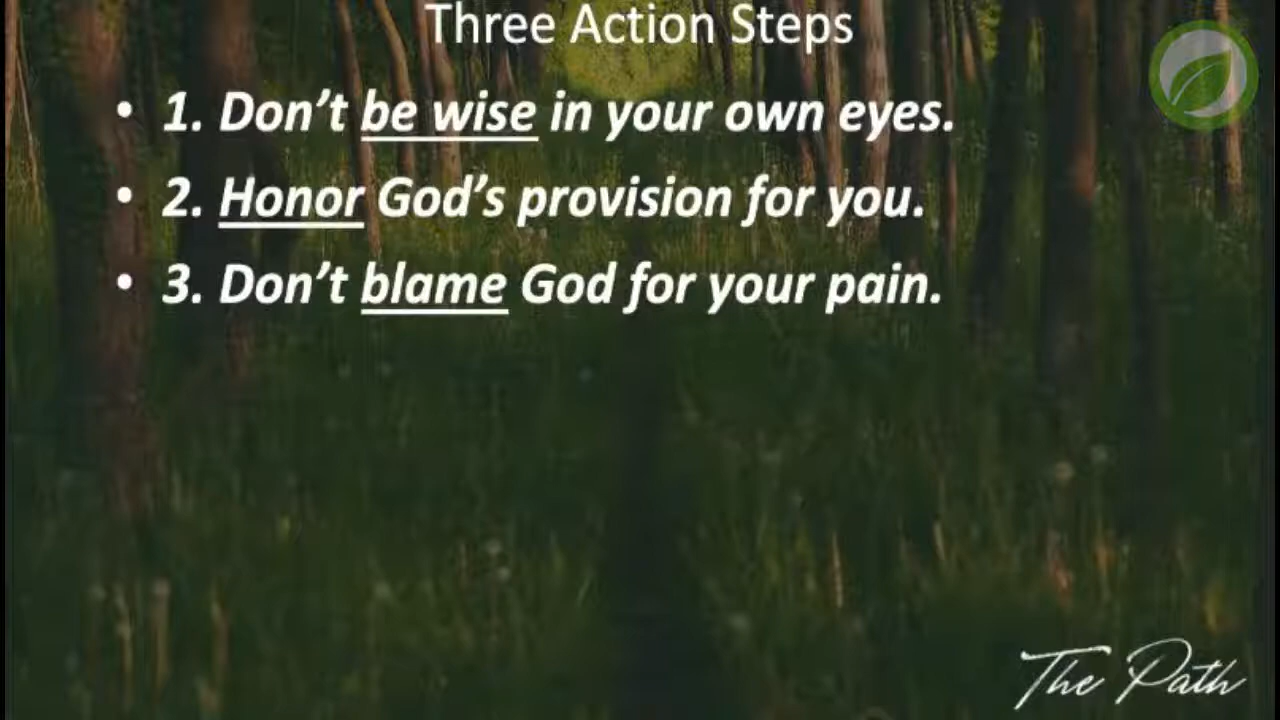 Three Action Steps
• 1. Don’t be wise in your own eyes.
• 2. Honor God’s provision for you.
• 3. Don’t blame God for your pain.
The Path